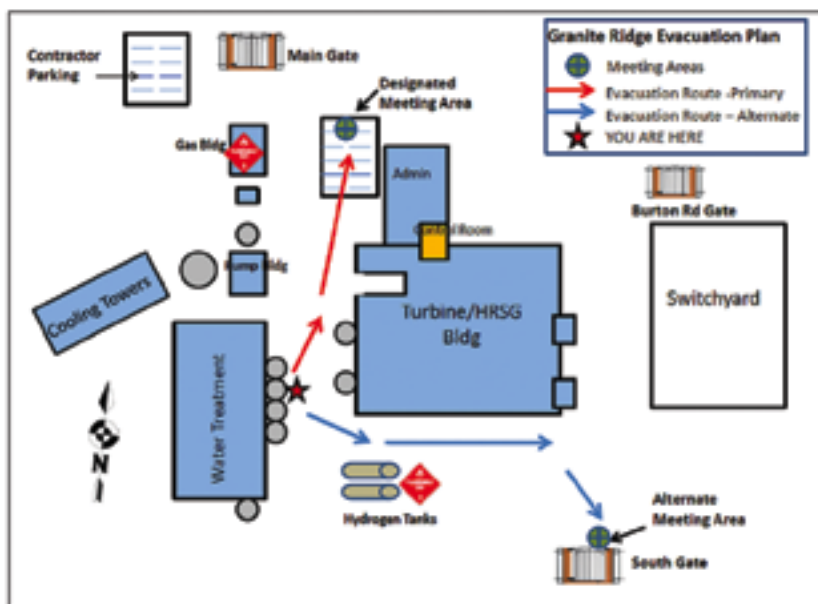 Granite Ridge Evacuation Plan
Meeting Areas
Evacuation Route -Primary
Evacuation Route – Alternate
YOU ARE HERE
Contractor
Parking
Main Gate
Designated
Meeting Area
Gas Bldg
Admin
Burton Rd Gate
Control Room
Pump Bldg
Cooling Towers
Turbine/HRSG
Bldg
Switchyard
Water Treatment
N
Hydrogen Tanks
Alternate
Meeting Area
South Gate